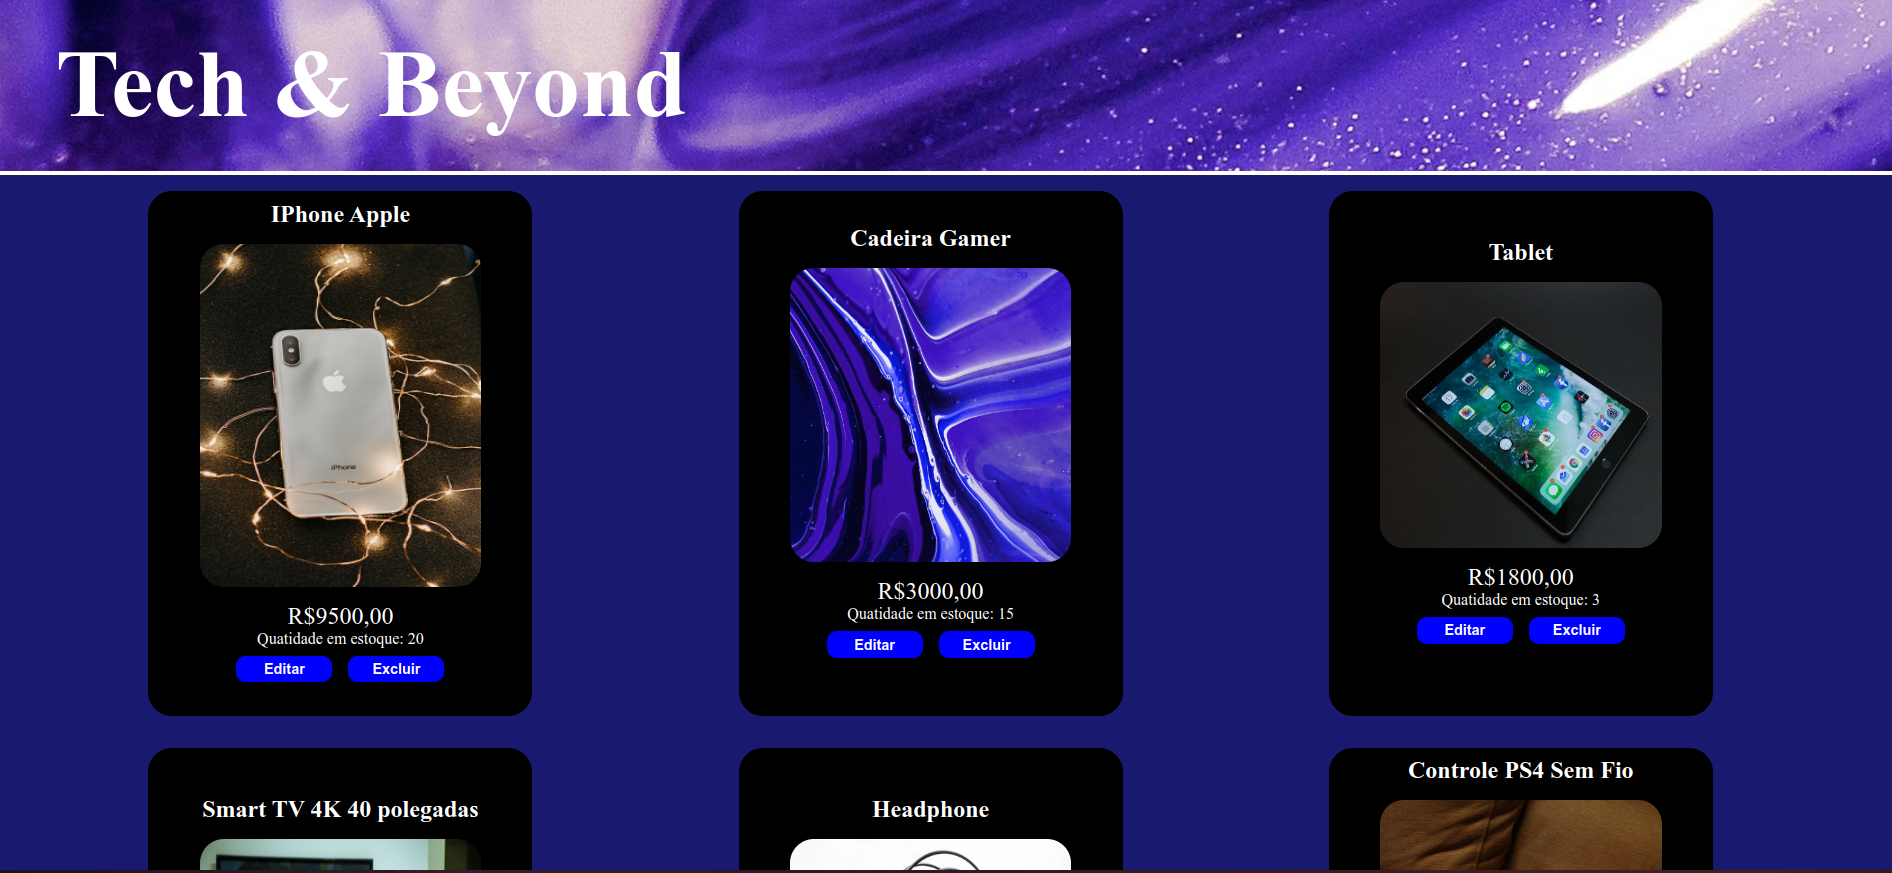 Tech & Beyond
IPhone Apple
iPhone
R$9500,00
Quatidade em estoque: 20
Editar Excluir
Cadeira Gamer
R$3000,00
Quatidade em estoque: 15
Editar Excluir
Tablet
R$1800,00
Quatidade em estoque: 3
Editar Excluir
Smart TV 4K 40 polegadas
Headphone
Controle PS4 Sem Fio